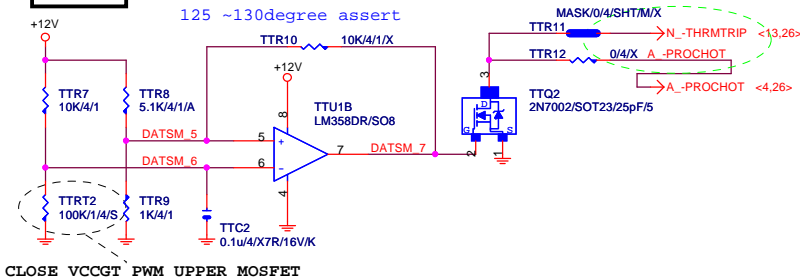 125 ~130degree assert
MASK/0/4/SHT/M/X
+12V
TTR11
N_-THRMTRIP <13,26>
TTR10
10K/4/1/X
TTR12
0/4/X
A_-PROCHOT
+12V
3
TTR7
10K/4/1
TTR8
5.1K/4/1/A
TTU1B
LM358DR/SO8
A_-PROCHOT <4,26>
TTQ2
2N7002/SOT23/25pF/5
8
D
G
S
DATSM_5
5
+
7
DATSM_7
DATSM_6
6
-
2
1
4
TTRT2
100K/1/4/S
TTR9
1K/4/1
TTC2
0.1u/4/X7R/16V/K
CLOSE VCCGT PWM UPPER MOSFET